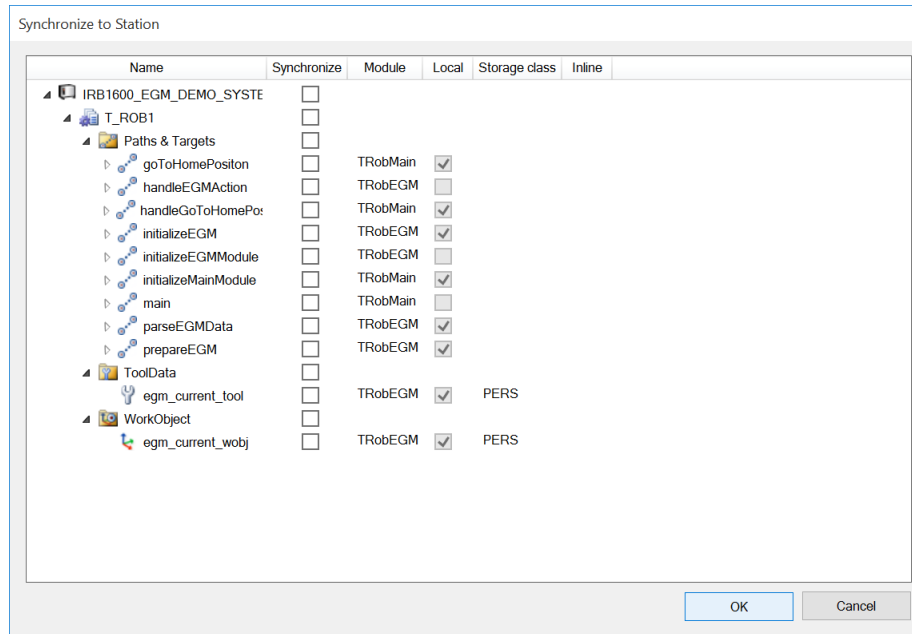 Synchronize to Station
Name Synchronize Module Local Storage class Inline
IRB1600_EGM_DEMO_SYSTE
T_ROB1
Paths & Targets
goToHomePositon TRobMain
handleEGMAction TRobEGM
handleGoToHomePos TRobMain
initializeEGM TRobEGM
initializeEGMModule TRobEGM
initializeMainModule TRobMain
main TRobMain
parseEGMData TRobEGM
prepareEGM TRobEGM
ToolData
egm_current_tool TRobEGM PERS
WorkObject
egm_current_wobj TRobEGM PERS
OK Cancel